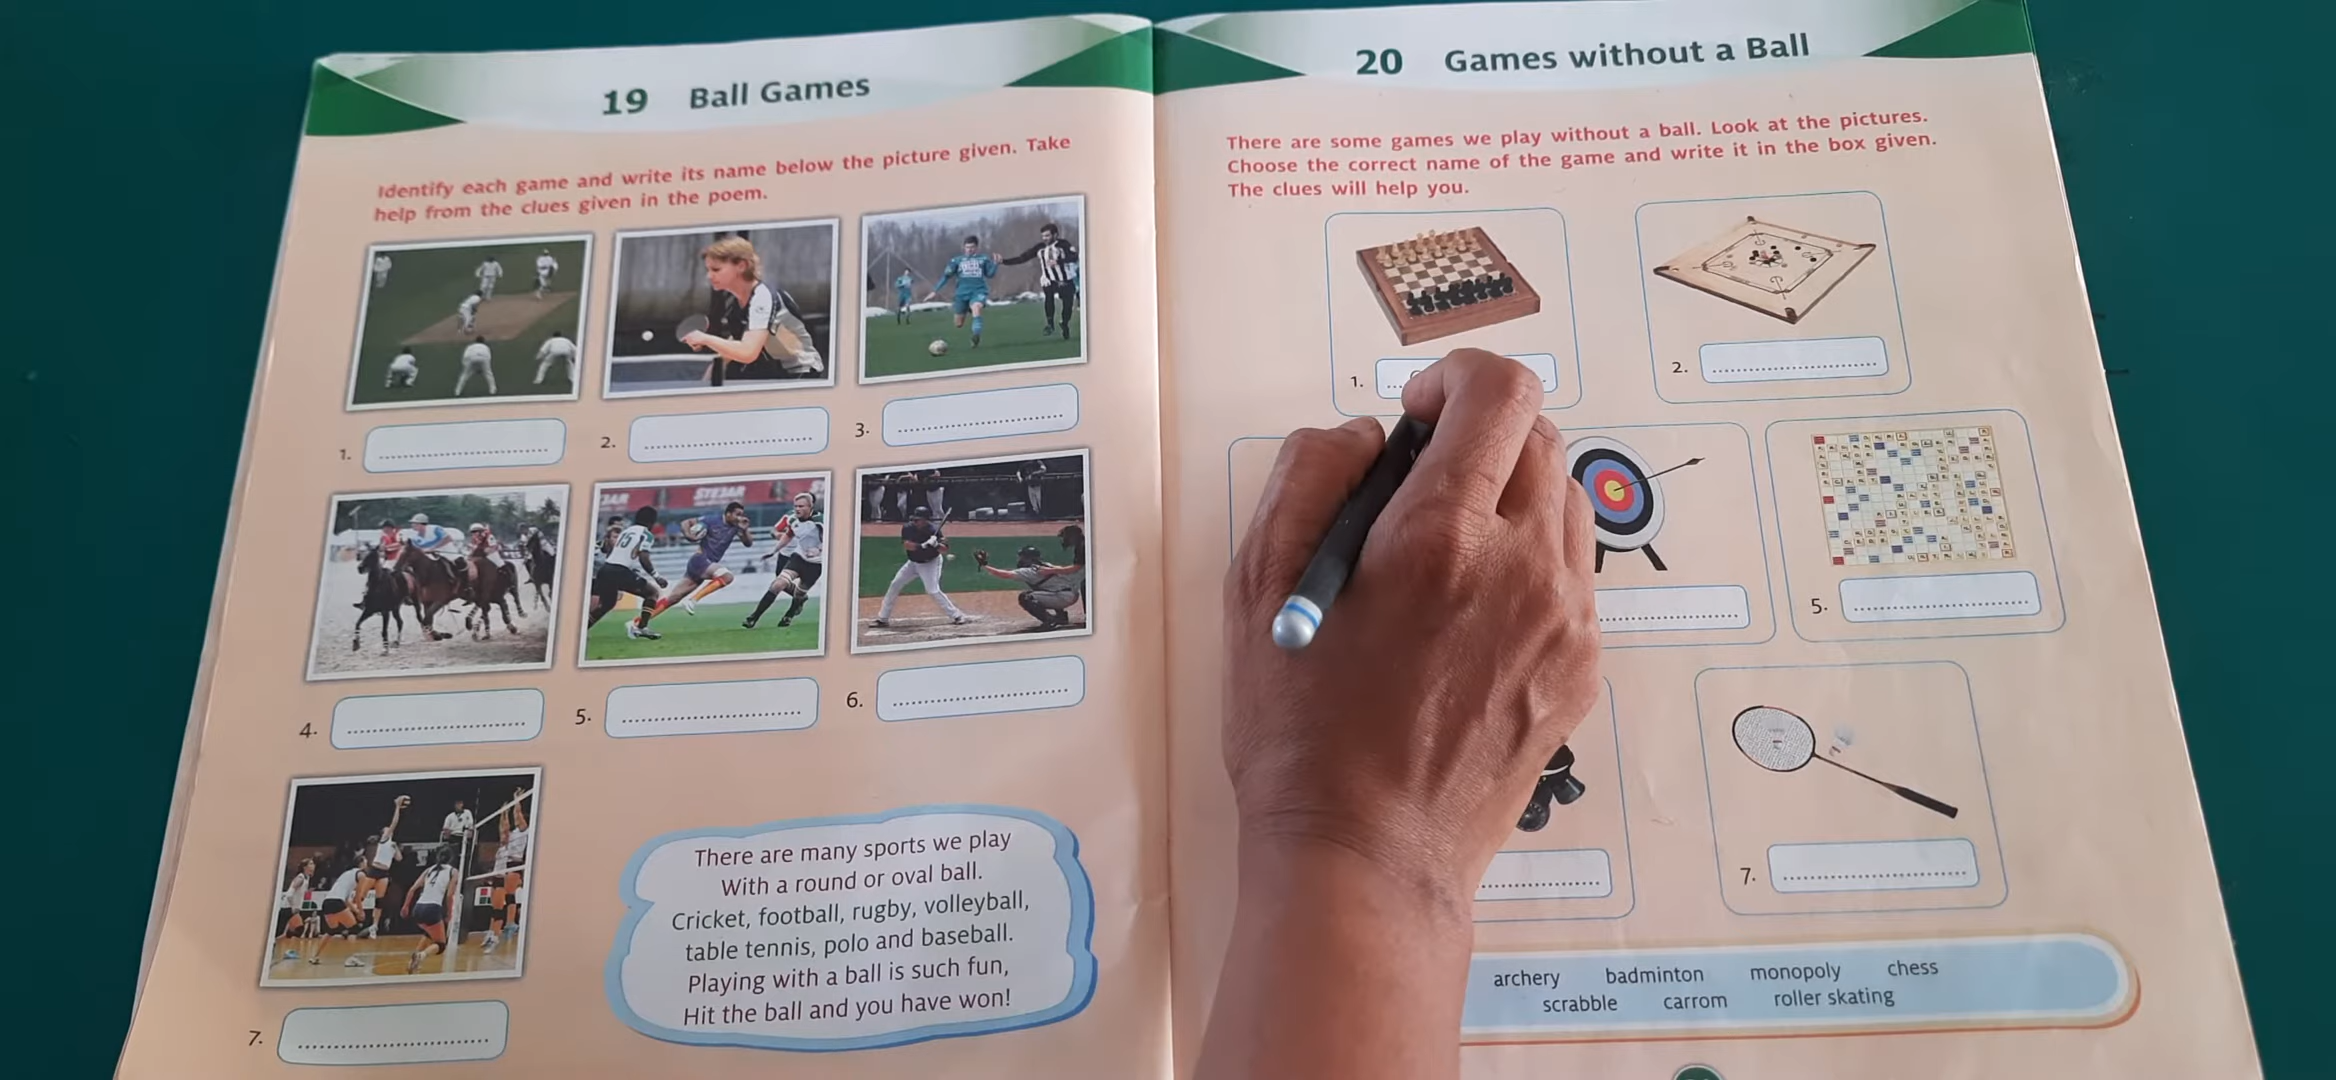 19 Ball Games
Identify each game and write its name below the picture given. Take
help from the clues given in the poem.
1.
2.
3.
4.
5.
6.
7.
There are many sports we play
With a round or oval ball.
Cricket, football, rugby, volleyball,
table tennis, polo and baseball.
Playing with a ball is such fun,
Hit the ball and you have won!
20 Games without a Ball
There are some games we play without a ball. Look at the pictures.
Choose the correct name of the game and write it in the box given.
The clues will help you.
1.
2.
5.
7.
archery badminton monopoly chess
scrabble carrom roller skating